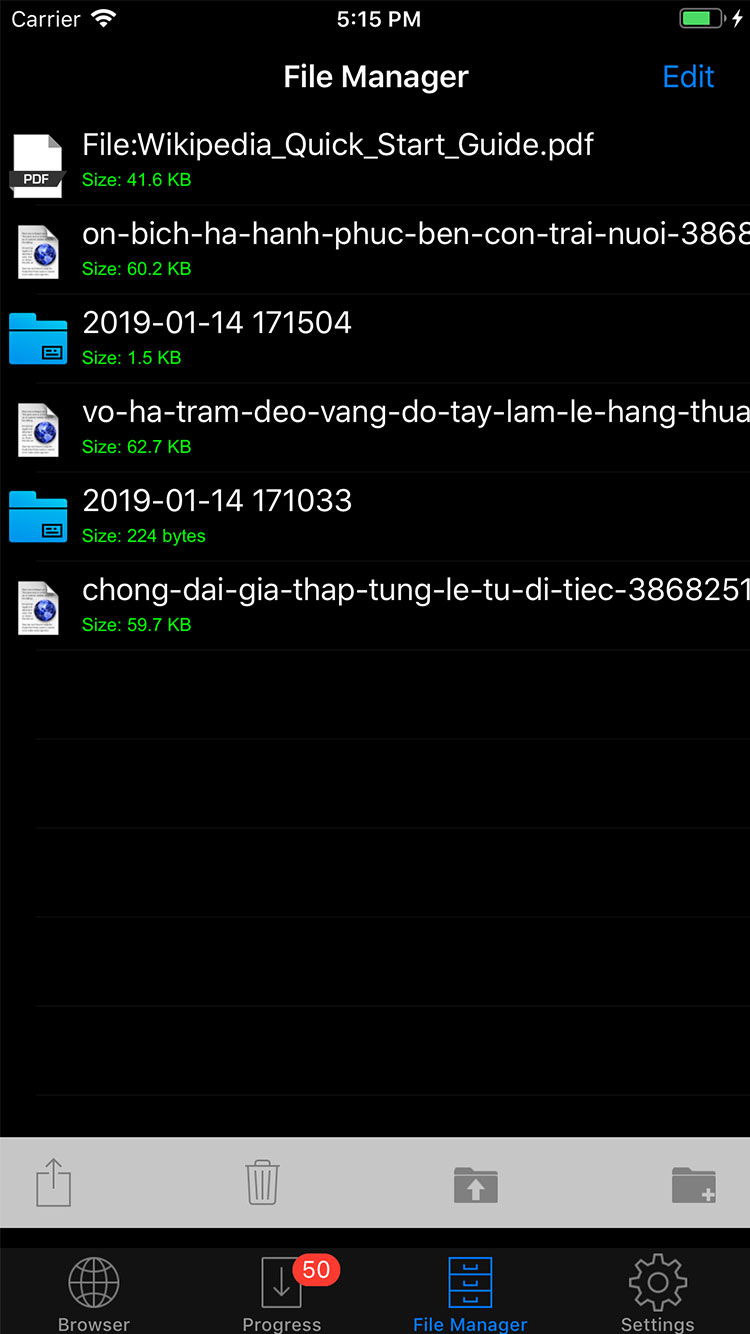 Carrier 5:15 PM
File Manager Edit
File:Wikipedia_Quick_Start_Guide.pdf
PDF
Size: 41.6 KB
on-bich-ha-hanh-phuc-ben-con-trai-nuoi-3868
Size: 60.2 KB
2019-01-14 171504
Size: 1.5 KB
vo-ha-tram-deo-vang-do-tay-lam-le-hang-thua
Size: 62.7 KB
2019-01-14 171033
Size: 224 bytes
chong-dai-gia-thap-tung-le-tu-di-tiec-3868251
Size: 59.7 KB
50
Browser Progress File Manager Settings